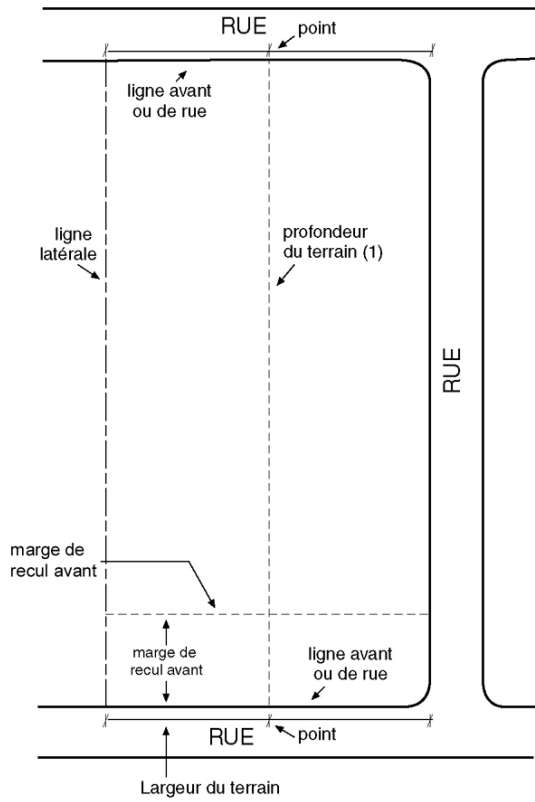 RUE
point
ligne avant
ou de rue
ligne
latérale
profondeur
du terrain (1)
RUE
marge de
recul avant
marge de
recul avant
ligne avant
ou de rue
RUE
point
Largeur du terrain